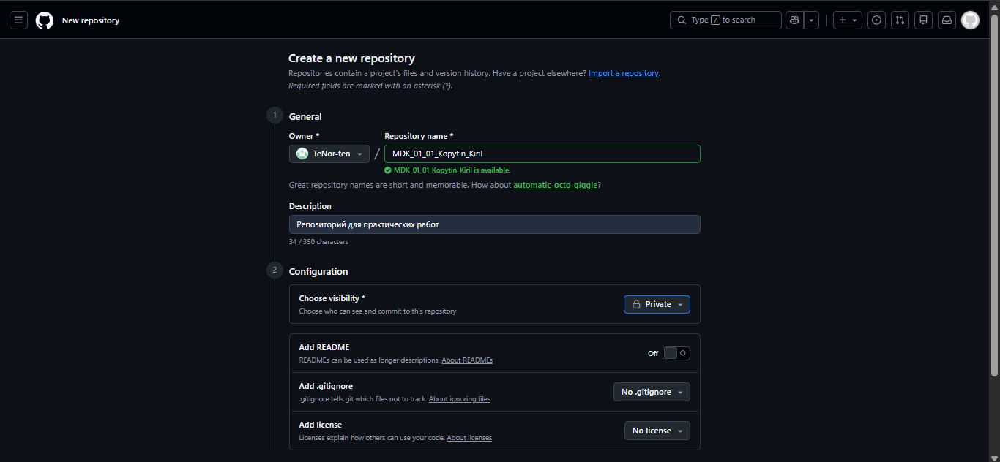 New repository
Type / to search
Create a new repository
Repositories contain a project's files and version history. Have a project elsewhere? Import a repository.
Required fields are marked with an asterisk (*).
1 General
Owner * Repository name *
TeNor-ten / MDK_01_01_Kopytin_Kiril
MDK_01_01_Kopytin_Kiril is available.
Great repository names are short and memorable. How about automatic-octo-giggle?
Description
Репозиторий для практических работ
34 / 350 characters
2 Configuration
Choose visibility *
Private
Choose who can see and commit to this repository
Add README
Off
READMEs can be used as longer descriptions. About READMEs
Add .gitignore
No .gitignore
.gitignore tells git which files not to track. About ignoring files
Add license
No license
Licenses explain how others can use your code. About licenses